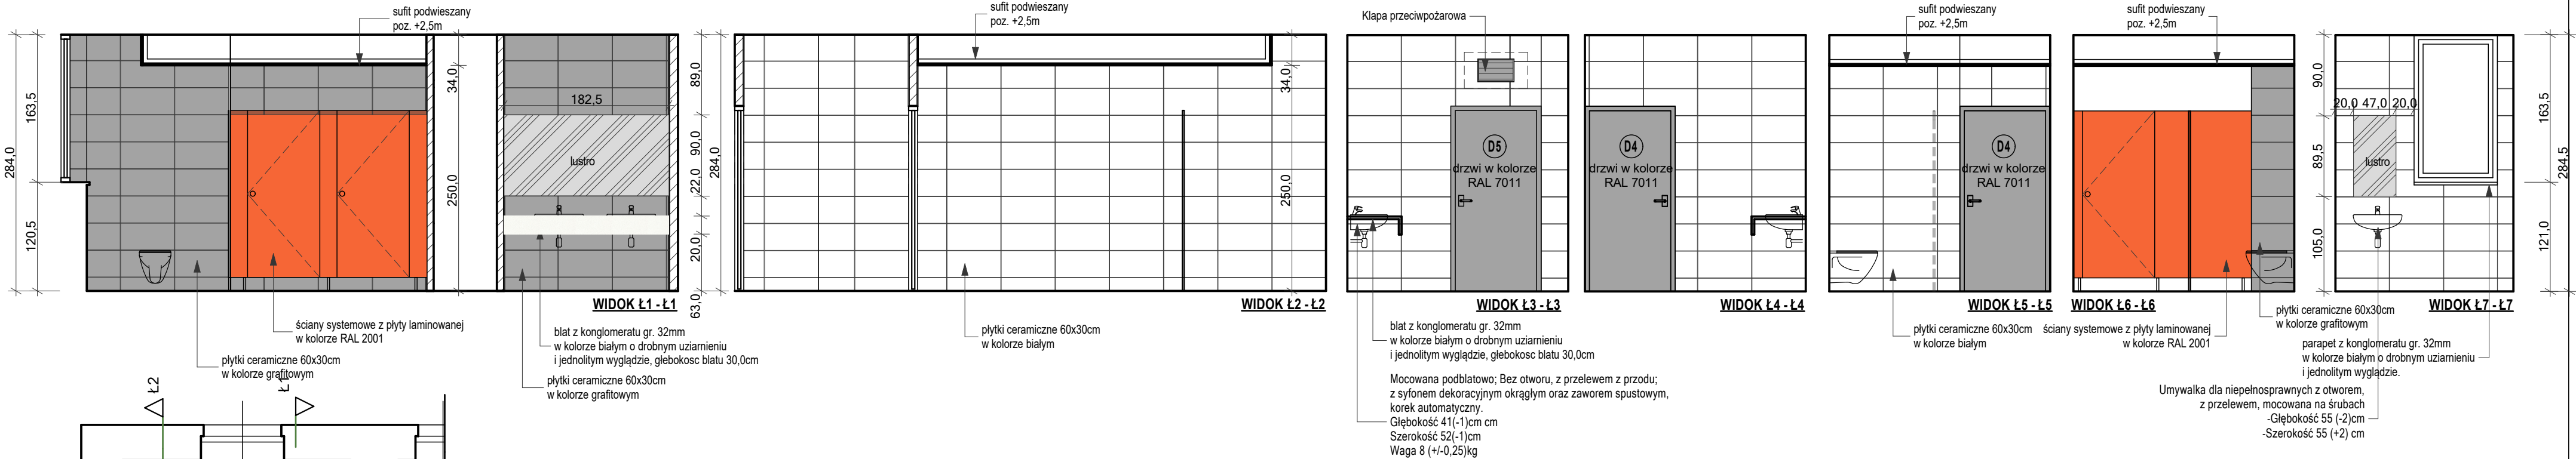 sufit podwieszany
poz. +2,5m
284,0
163,5
120,5
34,0
250,0
182,5
lustro
89,0
90,0
22,0
20,0
63,0
284,0
WIDOK Ł1 - Ł1
ściany systemowe z płyty laminowanej
w kolorze RAL 2001
płytki ceramiczne 60x30cm
w kolorze grafitowym
blat z konglomeratu gr. 32mm
w kolorze białym o drobnym uziarnieniu
i jednolitym wyglądzie, głebokosc blatu 30,0cm
płytki ceramiczne 60x30cm
w kolorze grafitowym
Ł2
Ł1
sufit podwieszany
poz. +2,5m
34,0
250,0
WIDOK Ł2 - Ł2
płytki ceramiczne 60x30cm
w kolorze białym
Klapa przeciwpożarowa
D5
drzwi w kolorze
RAL 7011
WIDOK Ł3 - Ł3
blat z konglomeratu gr. 32mm
w kolorze białym o drobnym uziarnieniu
i jednolitym wyglądzie, głebokosc blatu 30,0cm
Mocowana podblatowo; Bez otworu, z przelewem z przodu;
z syfonem dekoracyjnym okrągłym oraz zaworem spustowym,
korek automatyczny.
Głębokość 41(-1)cm cm
Szerokość 52(-1)cm
Waga 8 (+/-0,25)kg
D4
drzwi w kolorze
RAL 7011
WIDOK Ł4 - Ł4
sufit podwieszany
poz. +2,5m
D4
drzwi w kolorze
RAL 7011
WIDOK Ł5 - Ł5
płytki ceramiczne 60x30cm
w kolorze białym
sufit podwieszany
poz. +2,5m
WIDOK Ł6 - Ł6
ściany systemowe z płyty laminowanej
w kolorze RAL 2001
płytki ceramiczne 60x30cm
w kolorze grafitowym
90,0
20,0 47,0 20,0
89,5
105,0
lustro
163,5
121,0
284,5
WIDOK Ł7 - Ł7
parapet z konglomeratu gr. 32mm
w kolorze białym o drobnym uziarnieniu
i jednolitym wyglądzie.
Umywalka dla niepełnosprawnych z otworem,
z przelewem, mocowana na śrubach
-Głębokość 55 (-2)cm
-Szerokość 55 (+2) cm